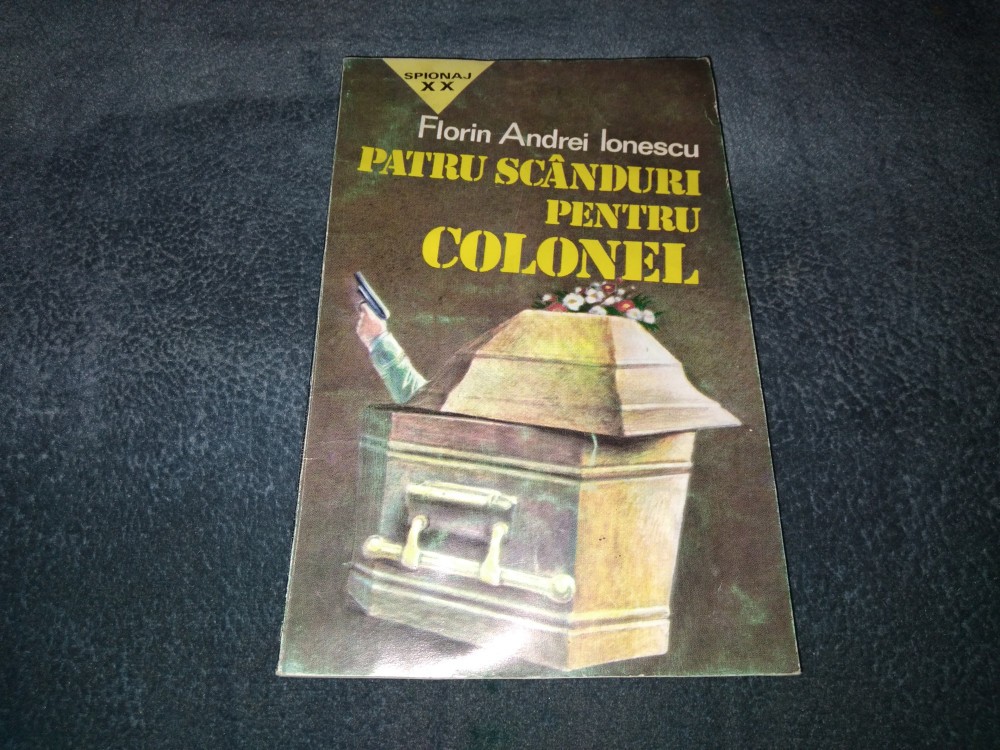 SPIONAJ
XX
Florin Andrei Ionescu
PATRU SCÂNDURI
PENTRU
COLONEL